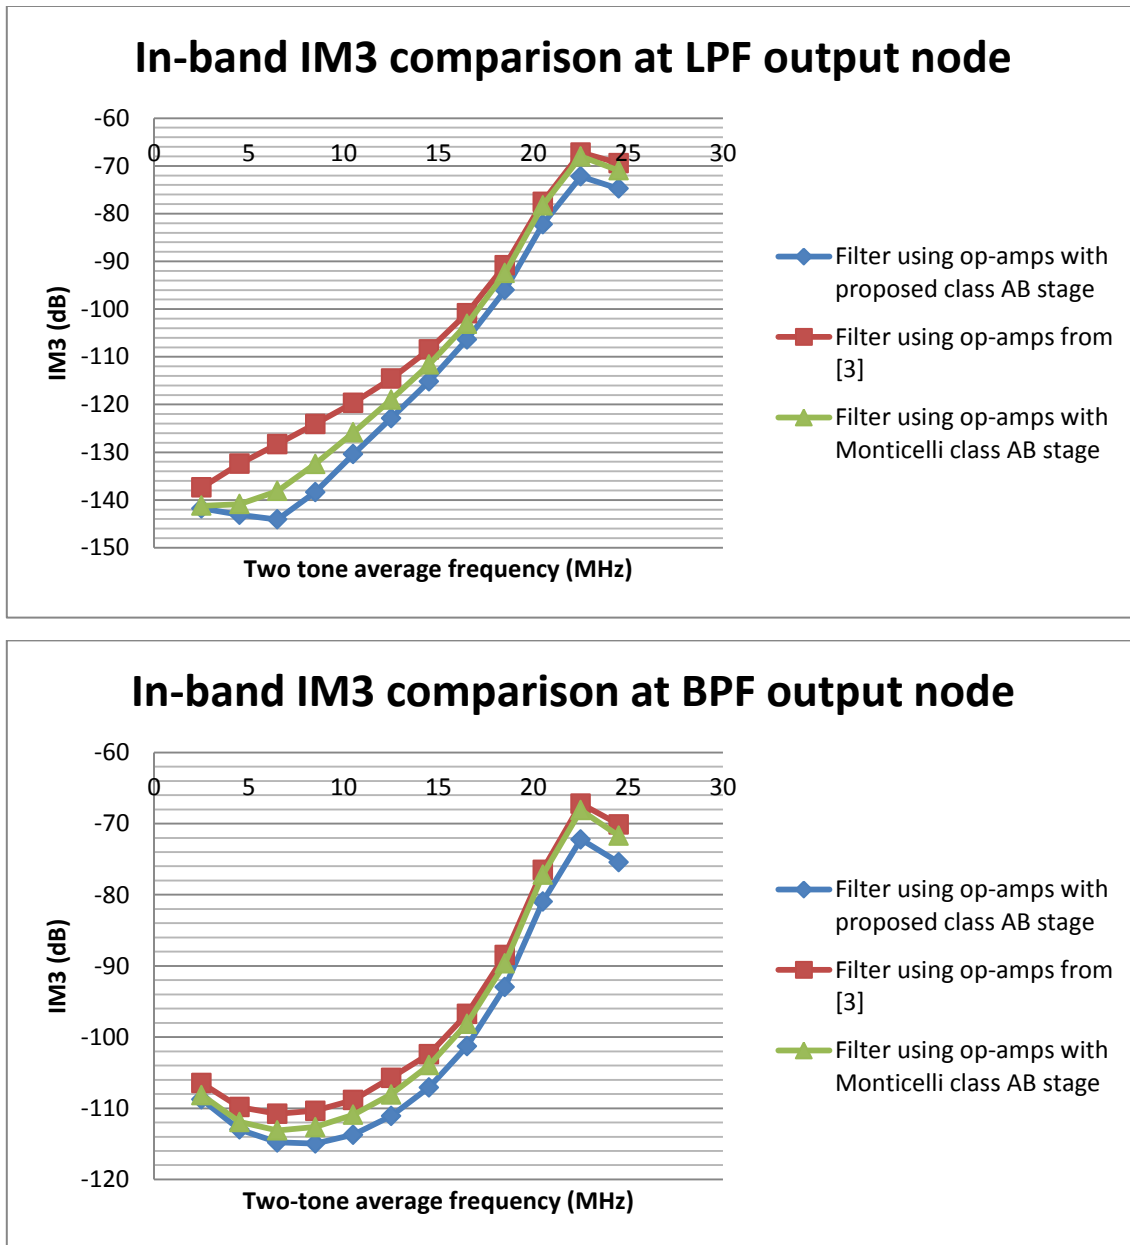 In-band IM3 comparison at LPF output node
-60
0 5 10 15 20 25 30
-70
-80
-90
-100
-110
-120
-130
-140
-150
IM3 (dB)
Two tone average frequency (MHz)
Filter using op-amps with
proposed class AB stage
Filter using op-amps from
[3]
Filter using op-amps with
Monticelli class AB stage
In-band IM3 comparison at BPF output node
-60
0 5 10 15 20 25 30
-70
-80
-90
-100
-110
-120
IM3 (dB)
Two-tone average frequency (MHz)
Filter using op-amps with
proposed class AB stage
Filter using op-amps from
[3]
Filter using op-amps with
Monticelli class AB stage